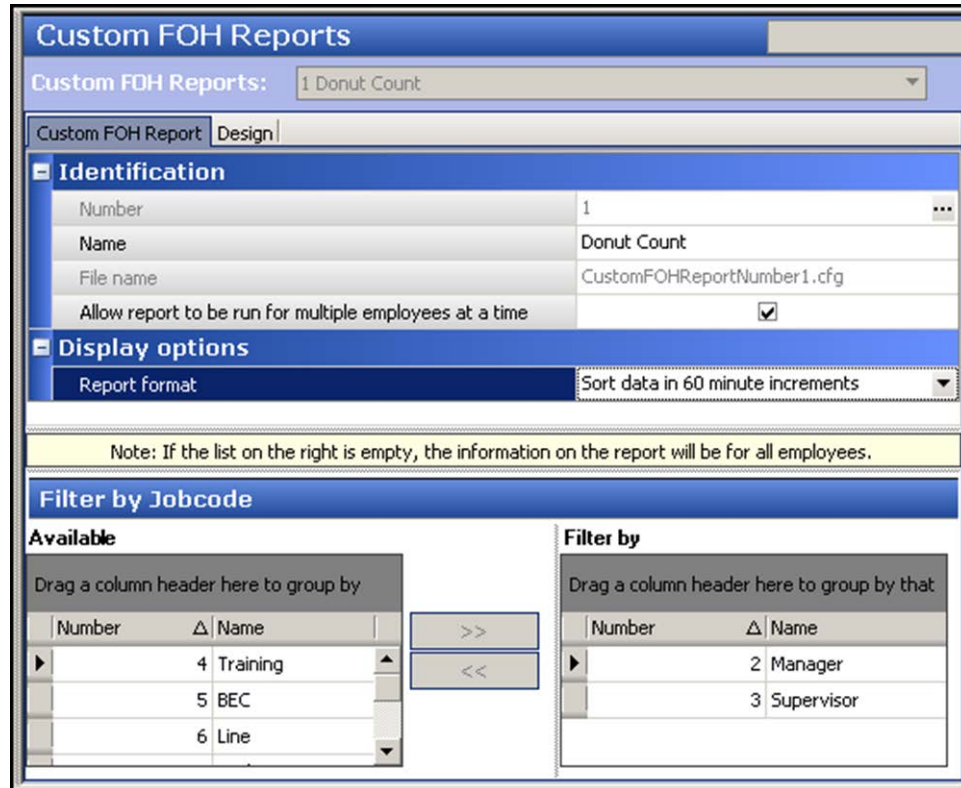 Custom FOH Reports
Custom FOH Reports: 1 Donut Count
Custom FOH Report Design
Identification
Number 1 ...
Name Donut Count
File name CustomFOHReportNumber1.cfg
Allow report to be run for multiple employees at a time
Display options
Report format Sort data in 60 minute increments
Note: If the list on the right is empty, the information on the report will be for all employees.
Filter by Jobcode
Available Filter by
Drag a column header here to group by Drag a column header here to group by that
Number Name >> Number Name
4 Training << 2 Manager
5 BEC 3 Supervisor
6 Line